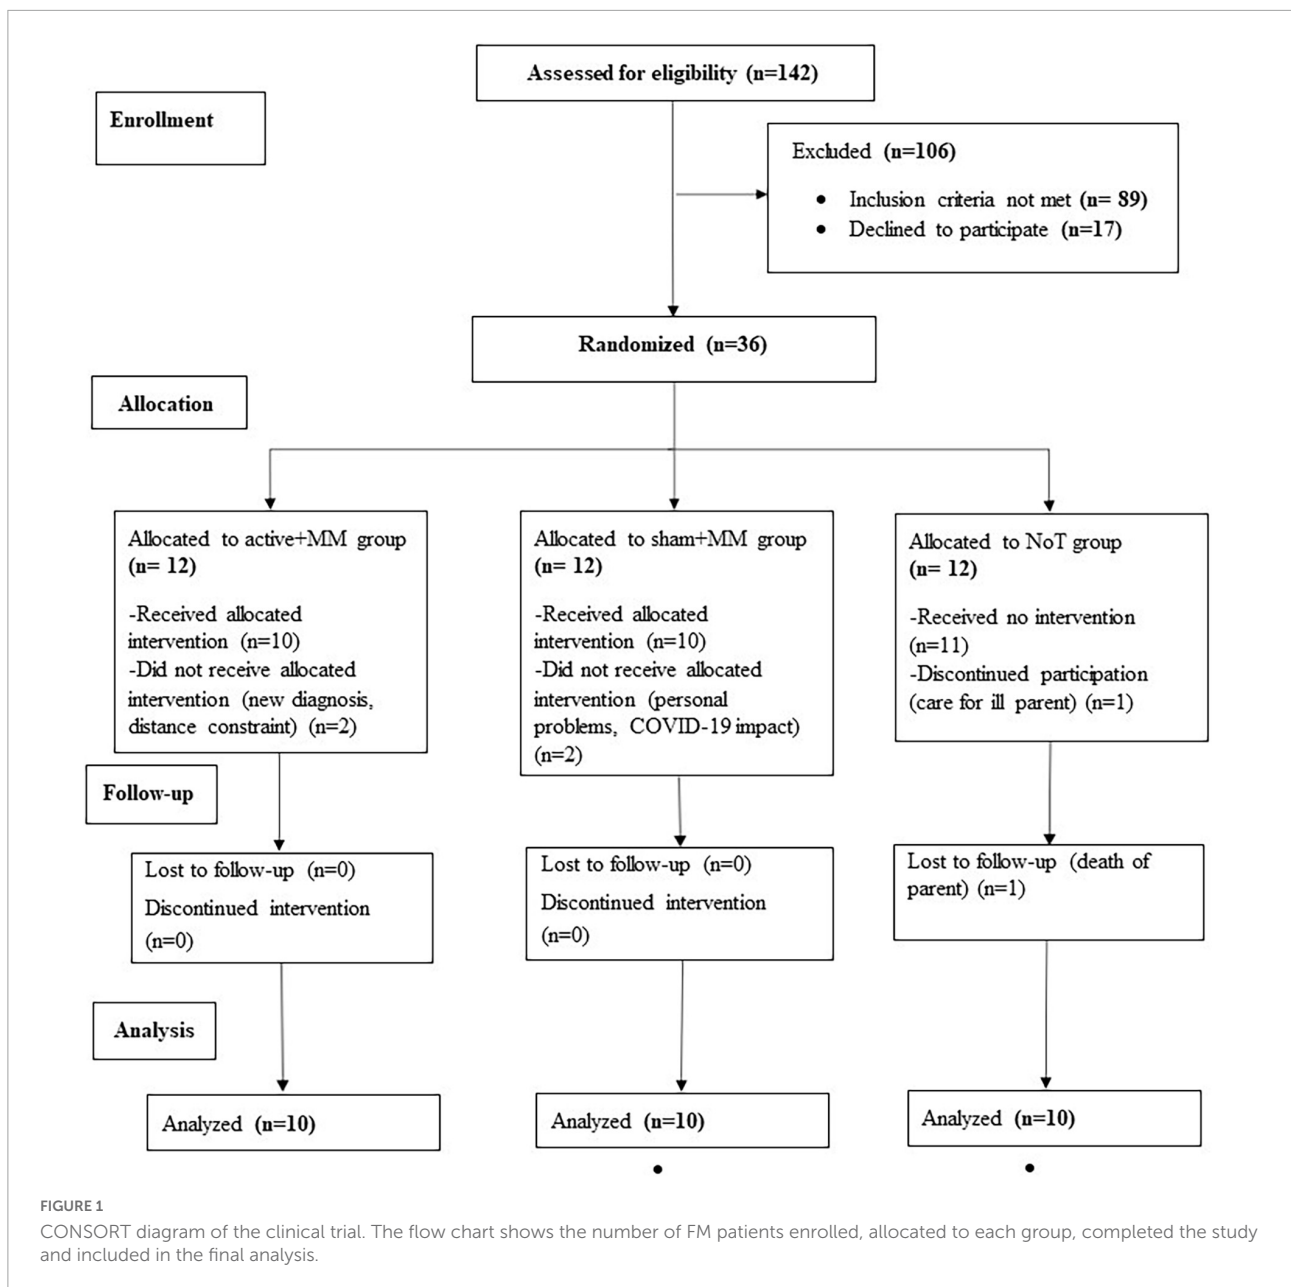 Assessed for eligibility (n=142)
Enrollment
Excluded (n=106)
• Inclusion criteria not met (n= 89)
• Declined to participate (n=17)
Randomized (n=36)
Allocation
Allocated to active+MM group
(n= 12)
-Received allocated
intervention (n=10)
-Did not receive allocated
intervention (new diagnosis,
distance constraint) (n=2)
Allocated to sham+MM group
(n= 12)
-Received allocated
intervention (n=10)
-Did not receive allocated
intervention (personal
problems, COVID-19 impact)
(n=2)
Allocated to NoT group
(n= 12)
-Received no intervention
(n=11)
-Discontinued participation
(care for ill parent) (n=1)
Follow-up
Lost to follow-up (n=0)
Discontinued intervention
(n=0)
Lost to follow-up (n=0)
Discontinued intervention
(n=0)
Lost to follow-up (death of
parent) (n=1)
Analysis
Analyzed (n=10)
Analyzed (n=10)
Analyzed (n=10)
•
•
FIGURE 1
CONSORT diagram of the clinical trial. The flow chart shows the number of FM patients enrolled, allocated to each group, completed the study
and included in the final analysis.